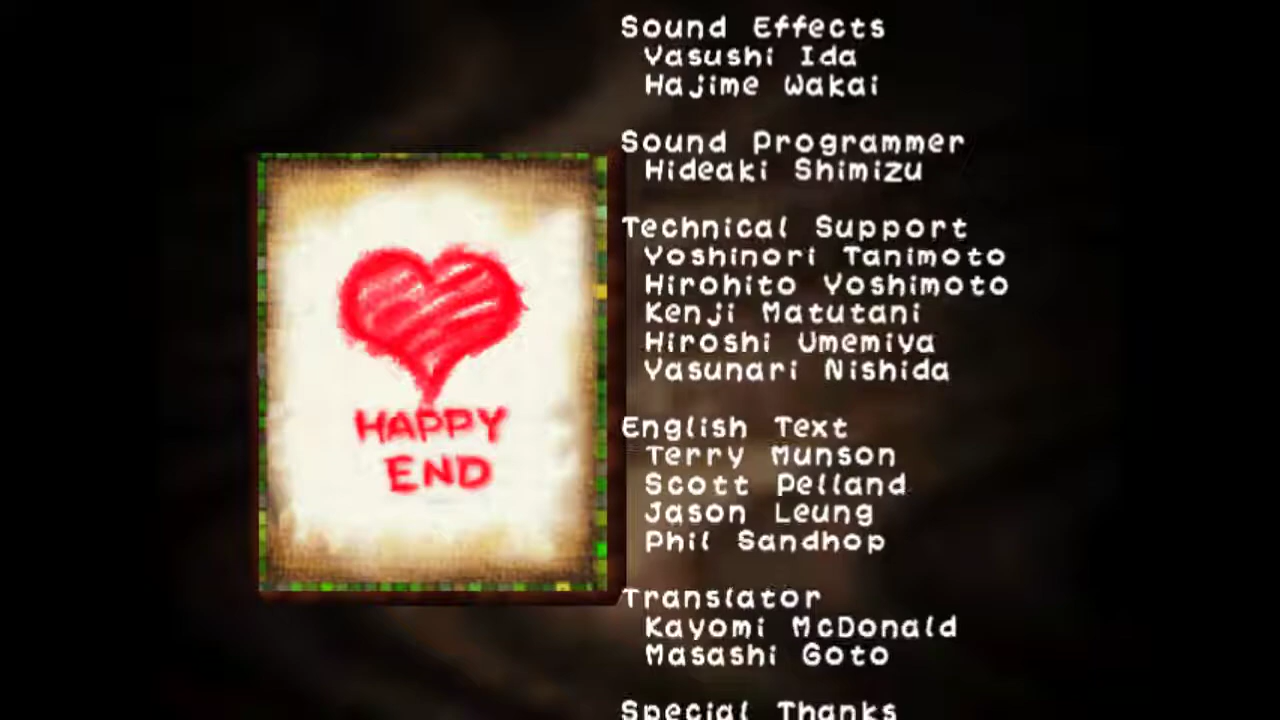 HAPPY
END
Sound Effects
Yasushi Ida
Hajime Wakai
Sound Programmer
Hideaki Shimizu
Technical Support
Yoshinori Tanimoto
Hirohito Yoshimoto
Kenji Matutani
Hiroshi Umemiya
Yasunari Nishida
English Text
Terry Munson
Scott Pelland
Jason Leung
Phil Sandhop
Translator
Kayomi McDonald
Masashi Goto
Special Thanks